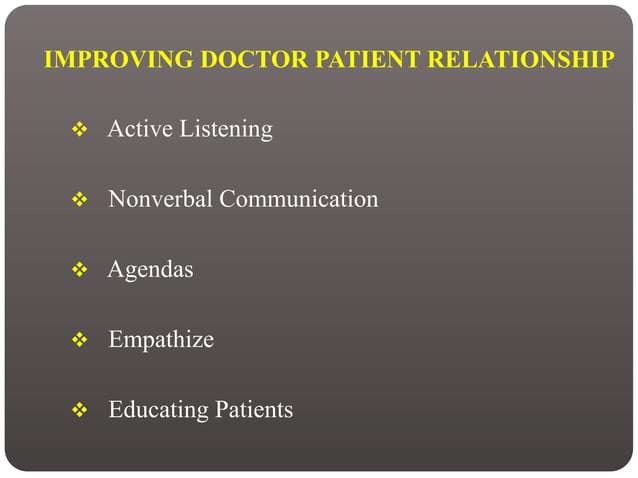 IMPROVING DOCTOR PATIENT RELATIONSHIP
❖ Active Listening
❖ Nonverbal Communication
❖ Agendas
❖ Empathize
❖ Educating Patients